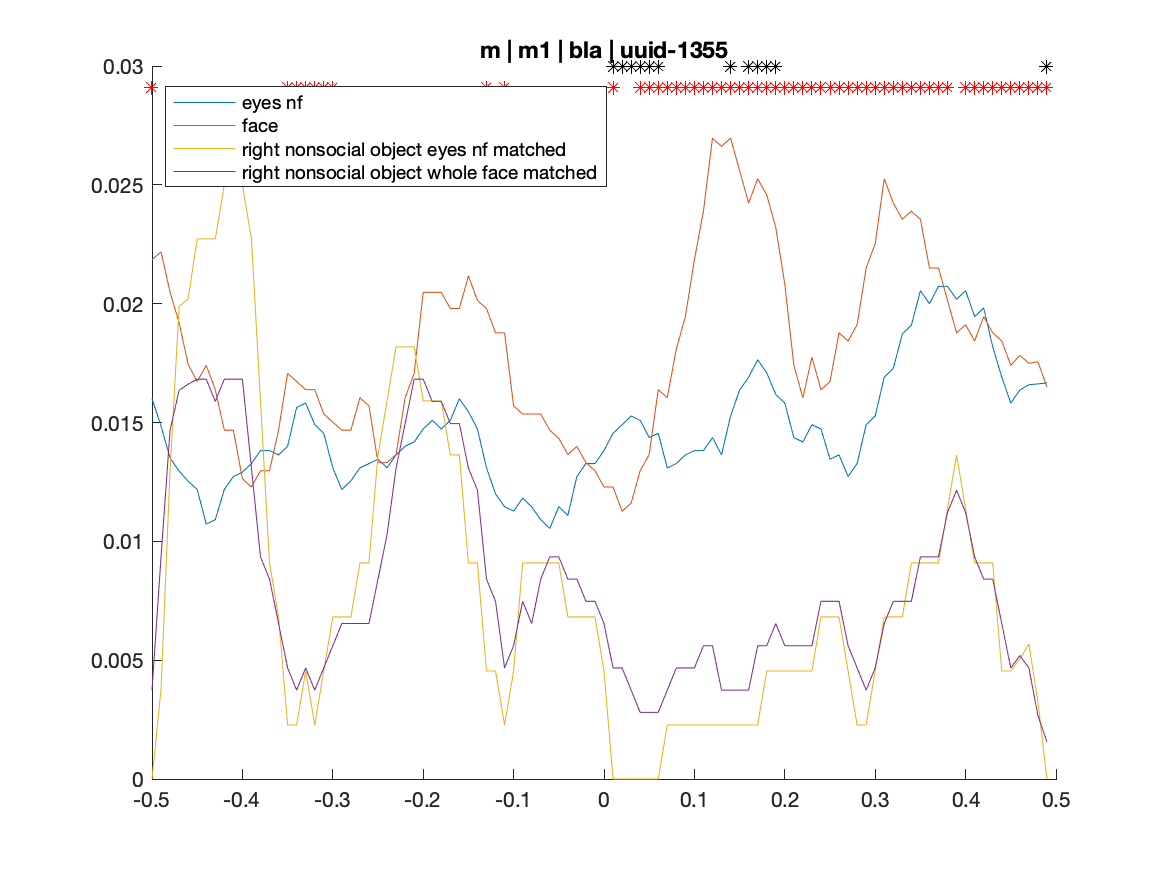 m | m1 | bla | uuid-1355
0.03
eyes nf
face
right nonsocial object eyes nf matched
right nonsocial object whole face matched
0.025
0.02
0.015
0.01
0.005
0
-0.5 -0.4 -0.3 -0.2 -0.1 0 0.1 0.2 0.3 0.4 0.5